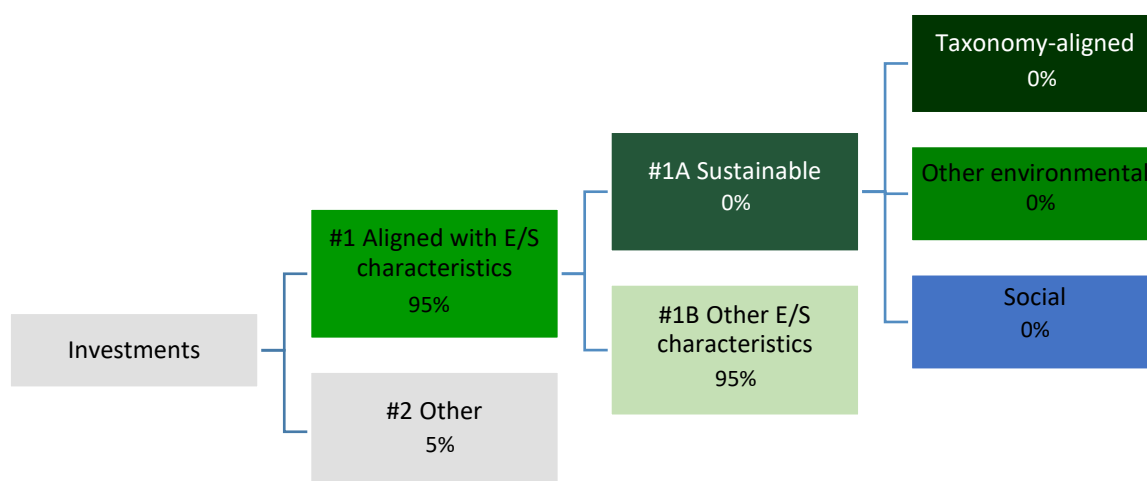 Investments
#1 Aligned with E/S
characteristics
95%
#2 Other
5%
#1A Sustainable
0%
#1B Other E/S
characteristics
95%
Taxonomy-aligned
0%
Other environmental
0%
Social
0%